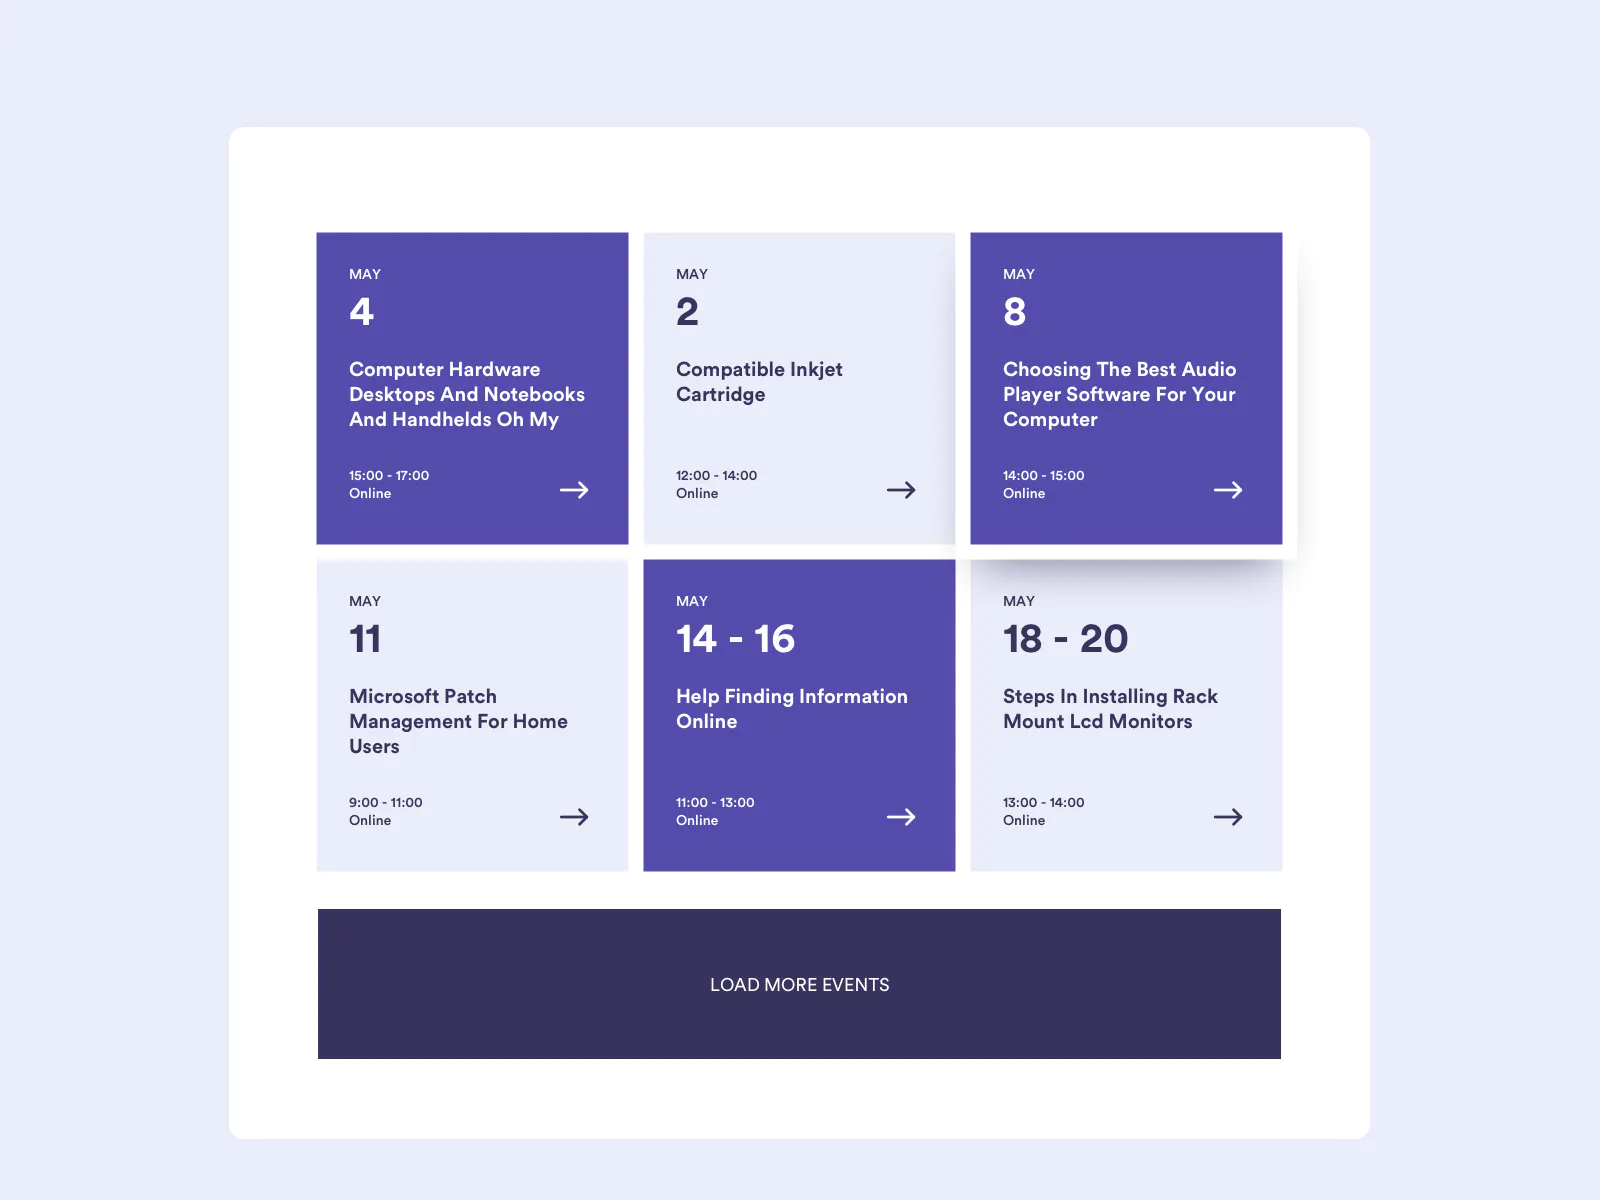 MAY
4
Computer Hardware
Desktops And Notebooks
And Handhelds Oh My
15:00 - 17:00
Online
MAY
2
Compatible Inkjet
Cartridge
12:00 - 14:00
Online
MAY
8
Choosing The Best Audio
Player Software For Your
Computer
14:00 - 15:00
Online
MAY
11
Microsoft Patch
Management For Home
Users
9:00 - 11:00
Online
MAY
14 - 16
Help Finding Information
Online
11:00 - 13:00
Online
MAY
18 - 20
Steps In Installing Rack
Mount Lcd Monitors
13:00 - 14:00
Online
LOAD MORE EVENTS